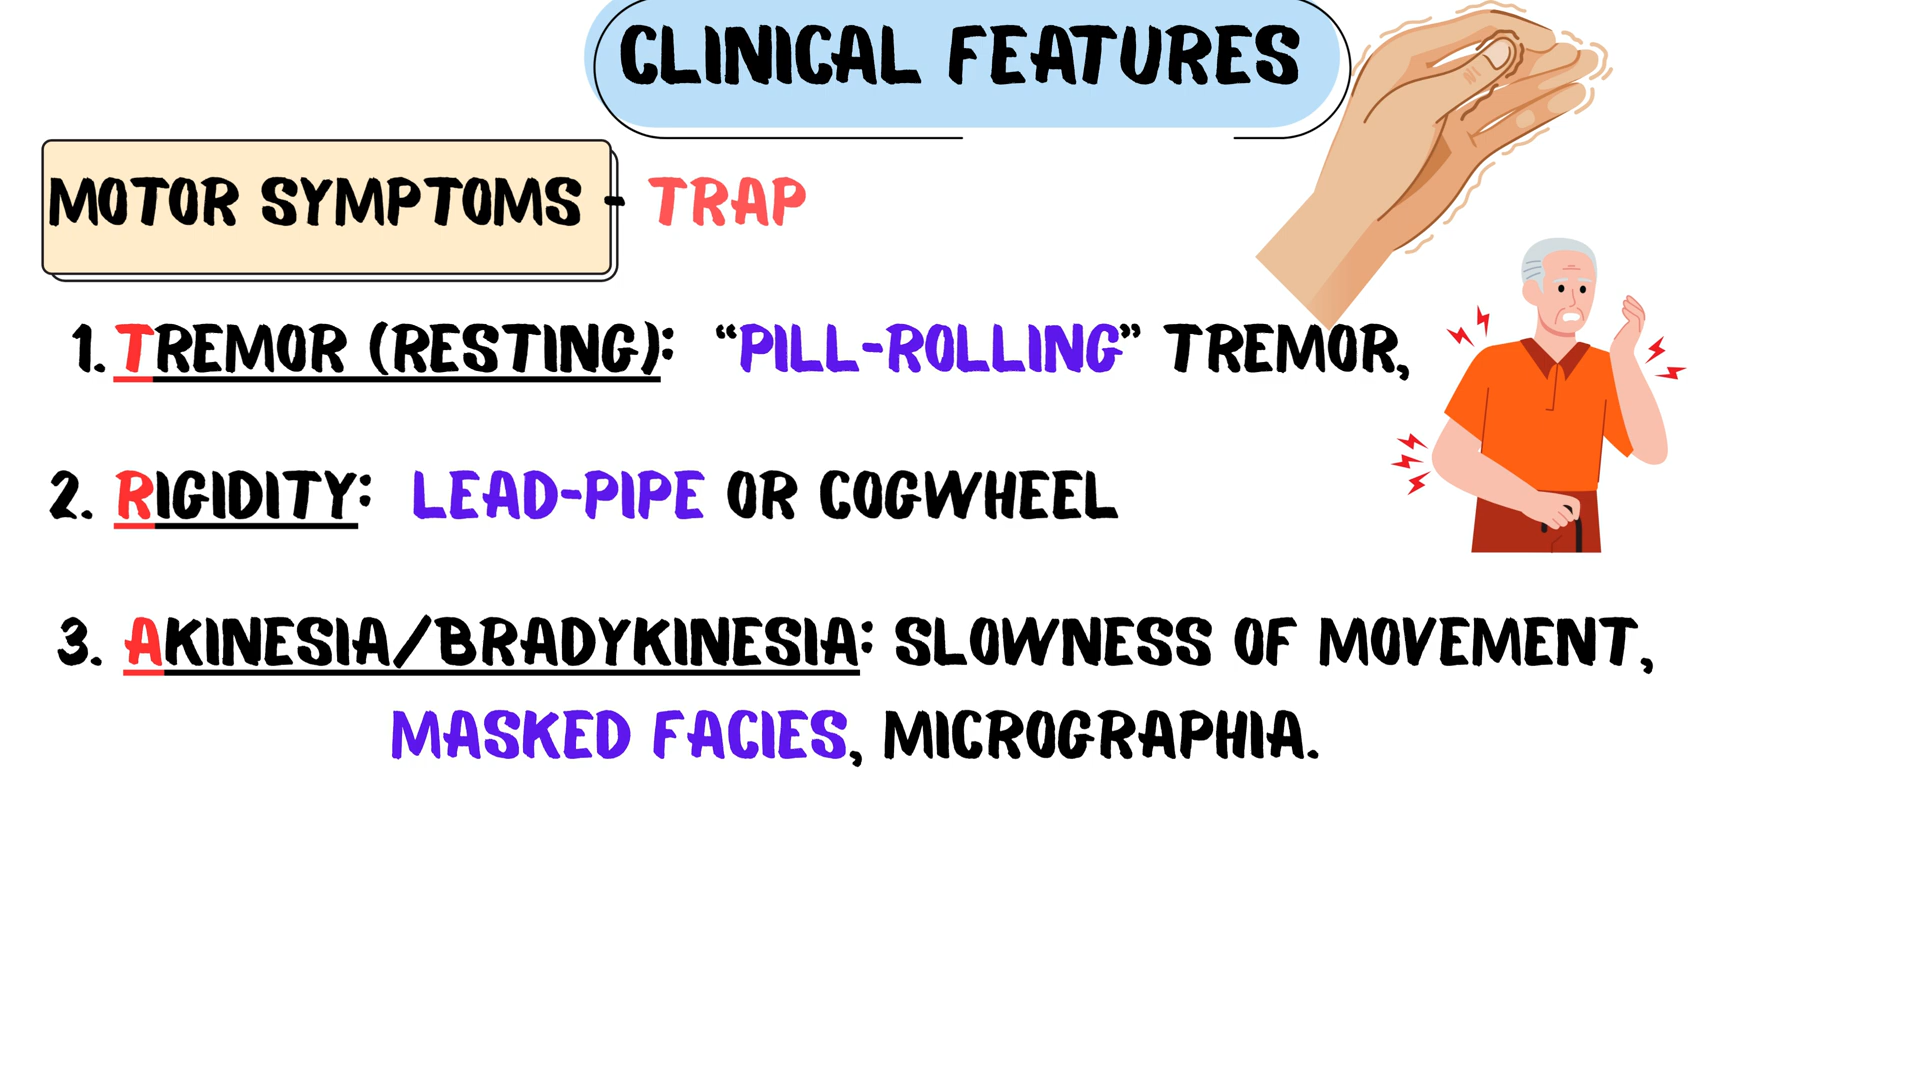 CLINICAL FEATURES
MOTOR SYMPTOMS - TRAP
1. TREMOR (RESTING): “PILL-ROLLING” TREMOR,
2. RIGIDITY: LEAD-PIPE OR COGWHEEL
3. AKINESIA/BRADYKINESIA: SLOWNESS OF MOVEMENT,
MASKED FACIES, MICROGRAPHIA.